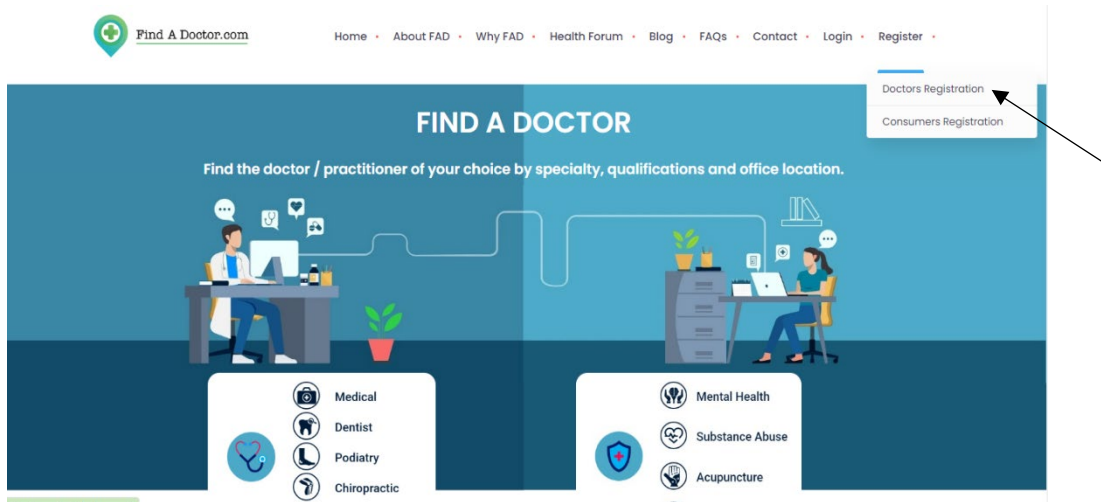 Find A Doctor.com
Home • About FAD • Why FAD • Health Forum • Blog • FAQs • Contact • Login • Register •
Doctors Registration
Consumers Registration
FIND A DOCTOR
Find the doctor / practitioner of your choice by specialty, qualifications and office location.
Medical
Dentist
Podiatry
Chiropractic
Mental Health
Substance Abuse
Acupuncture